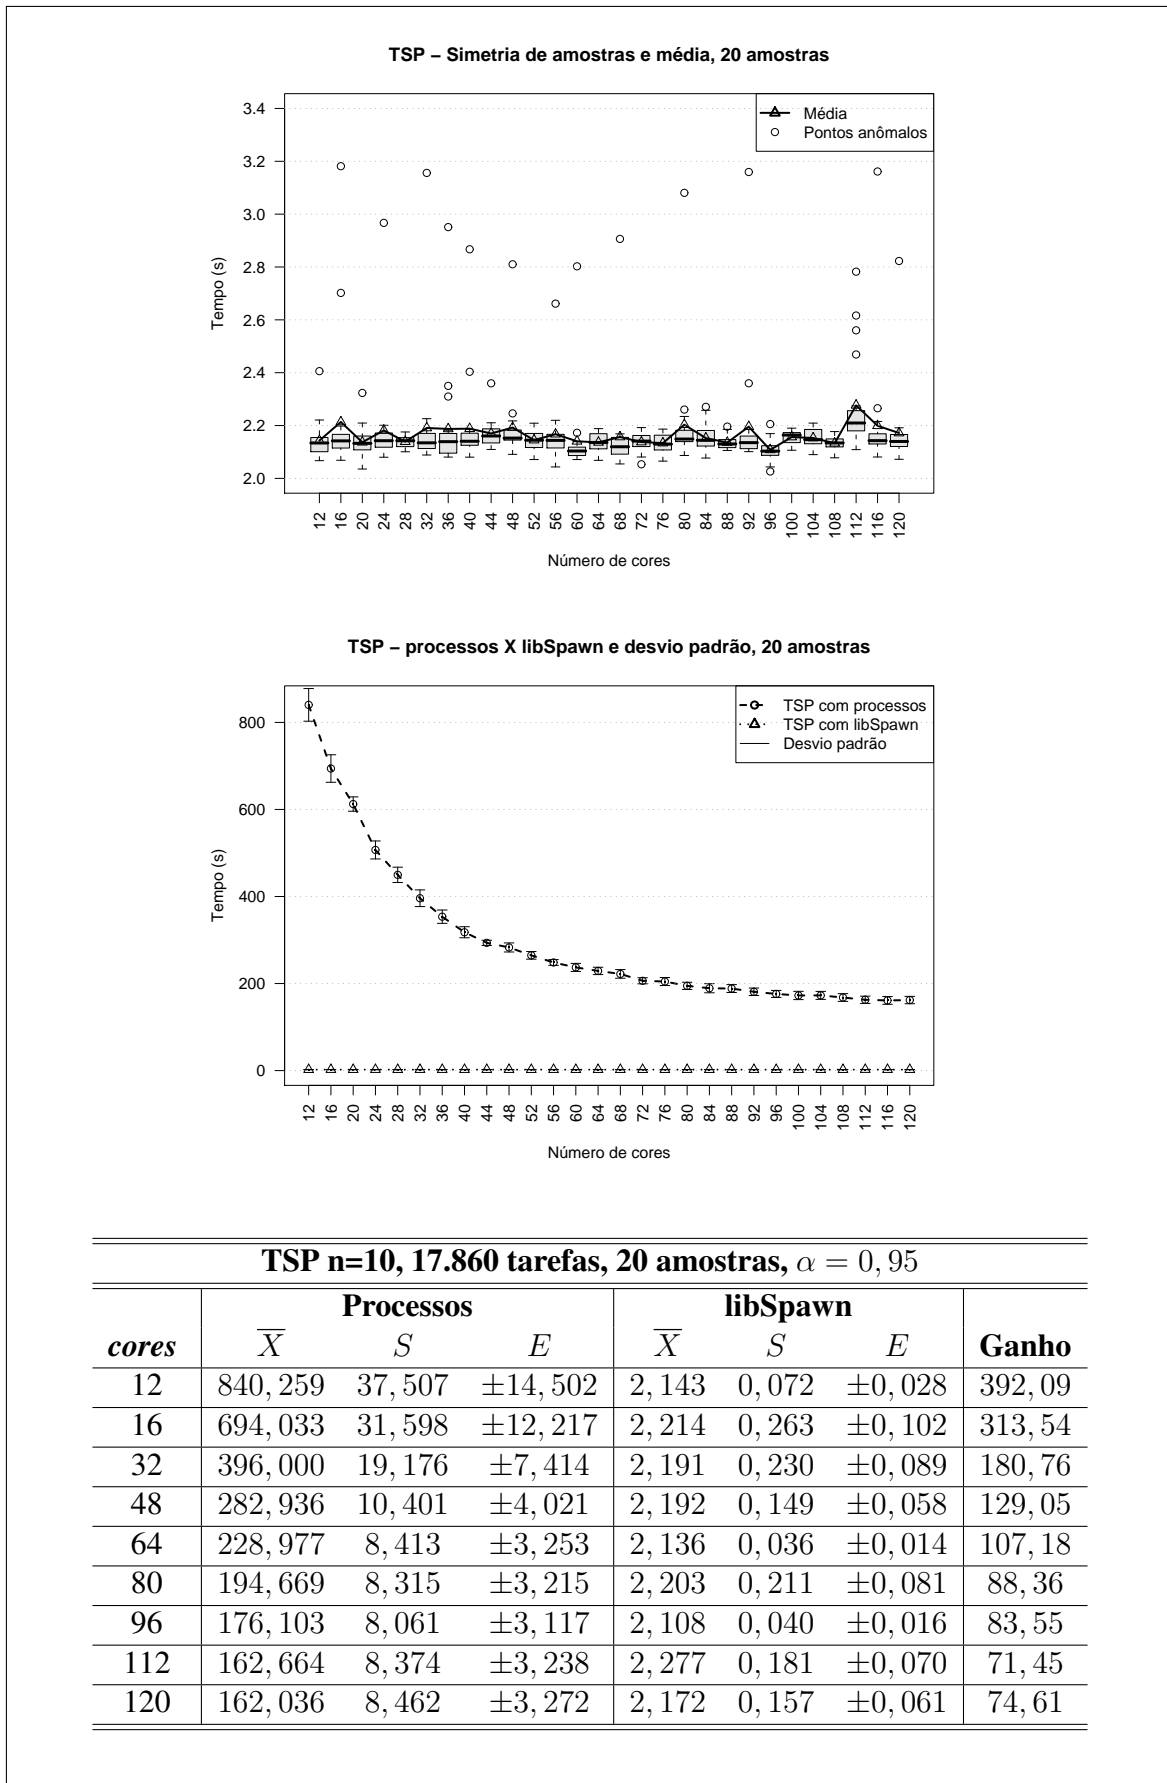 TSP – Simetria de amostras e média, 20 amostras
Média
Pontos anômalos
3.4
3.2
3.0
2.8
2.6
2.4
2.2
2.0
Tempo (s)
12 16 20 24 28 32 36 40 44 48 52 56 60 64 68 72 76 80 84 88 92 96 100 104 108 112 116 120
Número de cores
TSP – processos X libSpawn e desvio padrão, 20 amostras
TSP com processos
TSP com libSpawn
Desvio padrão
800
600
400
200
0
Tempo (s)
12 16 20 24 28 32 36 40 44 48 52 56 60 64 68 72 76 80 84 88 92 96 100 104 108 112 116 120
Número de cores
TSP n=10, 17.860 tarefas, 20 amostras, α = 0, 95
Processos libSpawn
cores X̅ S E X̅ S E Ganho
12 840, 259 37, 507 ±14, 502 2, 143 0, 072 ±0, 028 392, 09
16 694, 033 31, 598 ±12, 217 2, 214 0, 263 ±0, 102 313, 54
32 396, 000 19, 176 ±7, 414 2, 191 0, 230 ±0, 089 180, 76
48 282, 936 10, 401 ±4, 021 2, 192 0, 149 ±0, 058 129, 05
64 228, 977 8, 413 ±3, 253 2, 136 0, 036 ±0, 014 107, 18
80 194, 669 8, 315 ±3, 215 2, 203 0, 211 ±0, 081 88, 36
96 176, 103 8, 061 ±3, 117 2, 108 0, 040 ±0, 016 83, 55
112 162, 664 8, 374 ±3, 238 2, 277 0, 181 ±0, 070 71, 45
120 162, 036 8, 462 ±3, 272 2, 172 0, 157 ±0, 061 74, 61